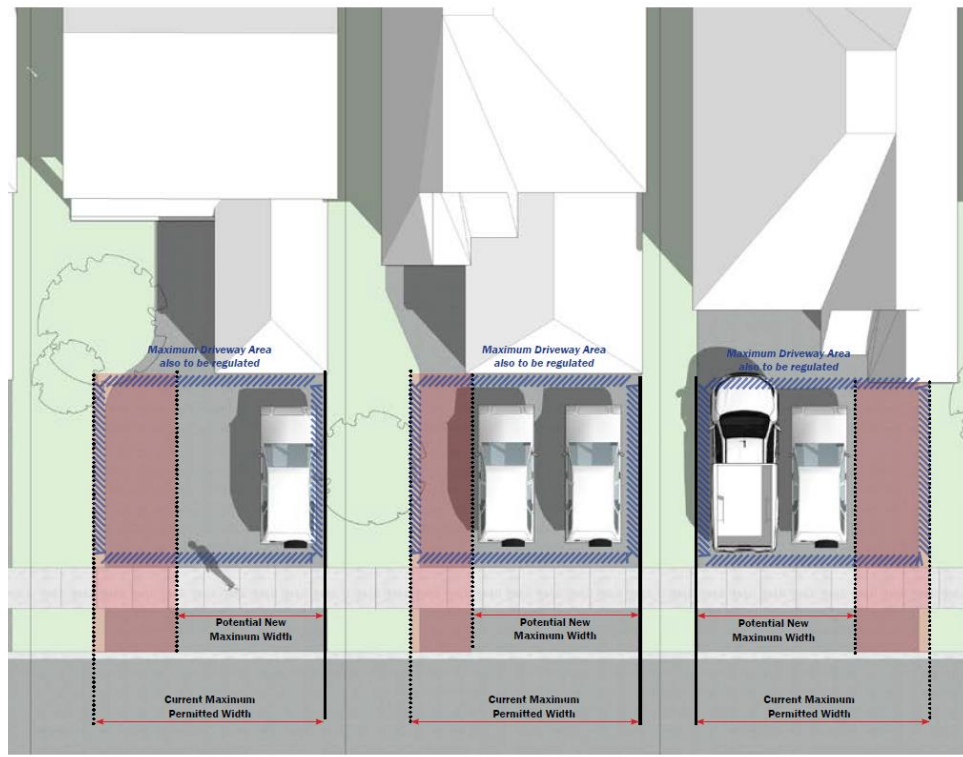 Maximum Driveway Area
also to be regulated
Maximum Driveway Area
also to be regulated
Maximum Driveway Area
also to be regulated
Potential New
Maximum Width
Potential New
Maximum Width
Potential New
Maximum Width
Current Maximum
Permitted Width
Current Maximum
Permitted Width
Current Maximum
Permitted Width